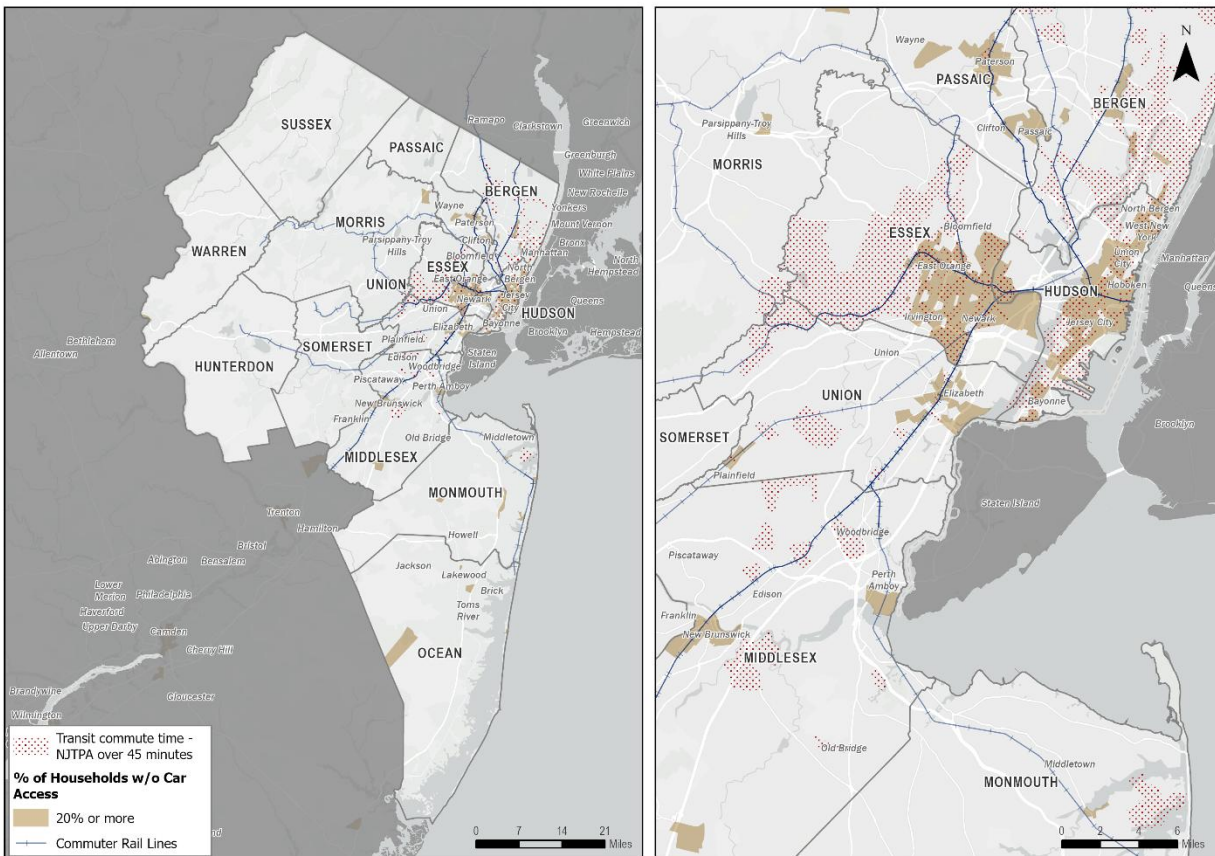 SUSSEX
Ramapo
Clarkstown
Greenwich
PASSAIC
Greenburgh
White Plains
BERGEN
New Rochelle
Yonkers
Mount Vernon
MORRIS
Wayne
Paterson
WARREN
Parsippany-Troy
Hills
Clifton
Bloomfield
Bronx
Manhattan
North
Hempstead
ESSEX
East Orange
North
Bergen
UNION
Newark
Jersey
City
Queens
Union
HUDSON
Elizabeth
Bayonne
Brooklyn
Hempstead
Bethlehem
Allentown
SOMERSET
Plainfield
Staten
Island
HUNTERDON
Edison
Woodbridge
Piscataway
Perth Amboy
New Brunswick
Franklin
Old Bridge
Middletown
MIDDLESEX
MONMOUTH
Trenton
Hamilton
Howell
Bristol
Abington
Bensalem
Jackson
Lakewood
Lower
Merion
Philadelphia
Brick
Haverford
Toms
River
Upper Darby
Camden
Cherry Hill
OCEAN
Gloucester
Brandywine
Wilmington
Transit commute time -
NJTPA over 45 minutes
% of Households w/o Car
Access
20% or more
Commuter Rail Lines
0 7 14 21
Miles
N
Wayne
Paterson
PASSAIC
BERGEN
Parsippany-Troy
Hills
Clifton
Passaic
MORRIS
North Bergen
West New
York
ESSEX
Bloomfield
Union
City
Manhattan
East Orange
HUDSON
Hoboken
Queens
Irvington
Newark
Jersey City
Union
Elizabeth
UNION
Bayonne
SOMERSET
Brooklyn
Plainfield
Staten Island
Woodbridge
Piscataway
Perth
Amboy
Edison
Franklin
New Brunswick
MIDDLESEX
Old Bridge
Middletown
MONMOUTH
0 2 4 6
Miles